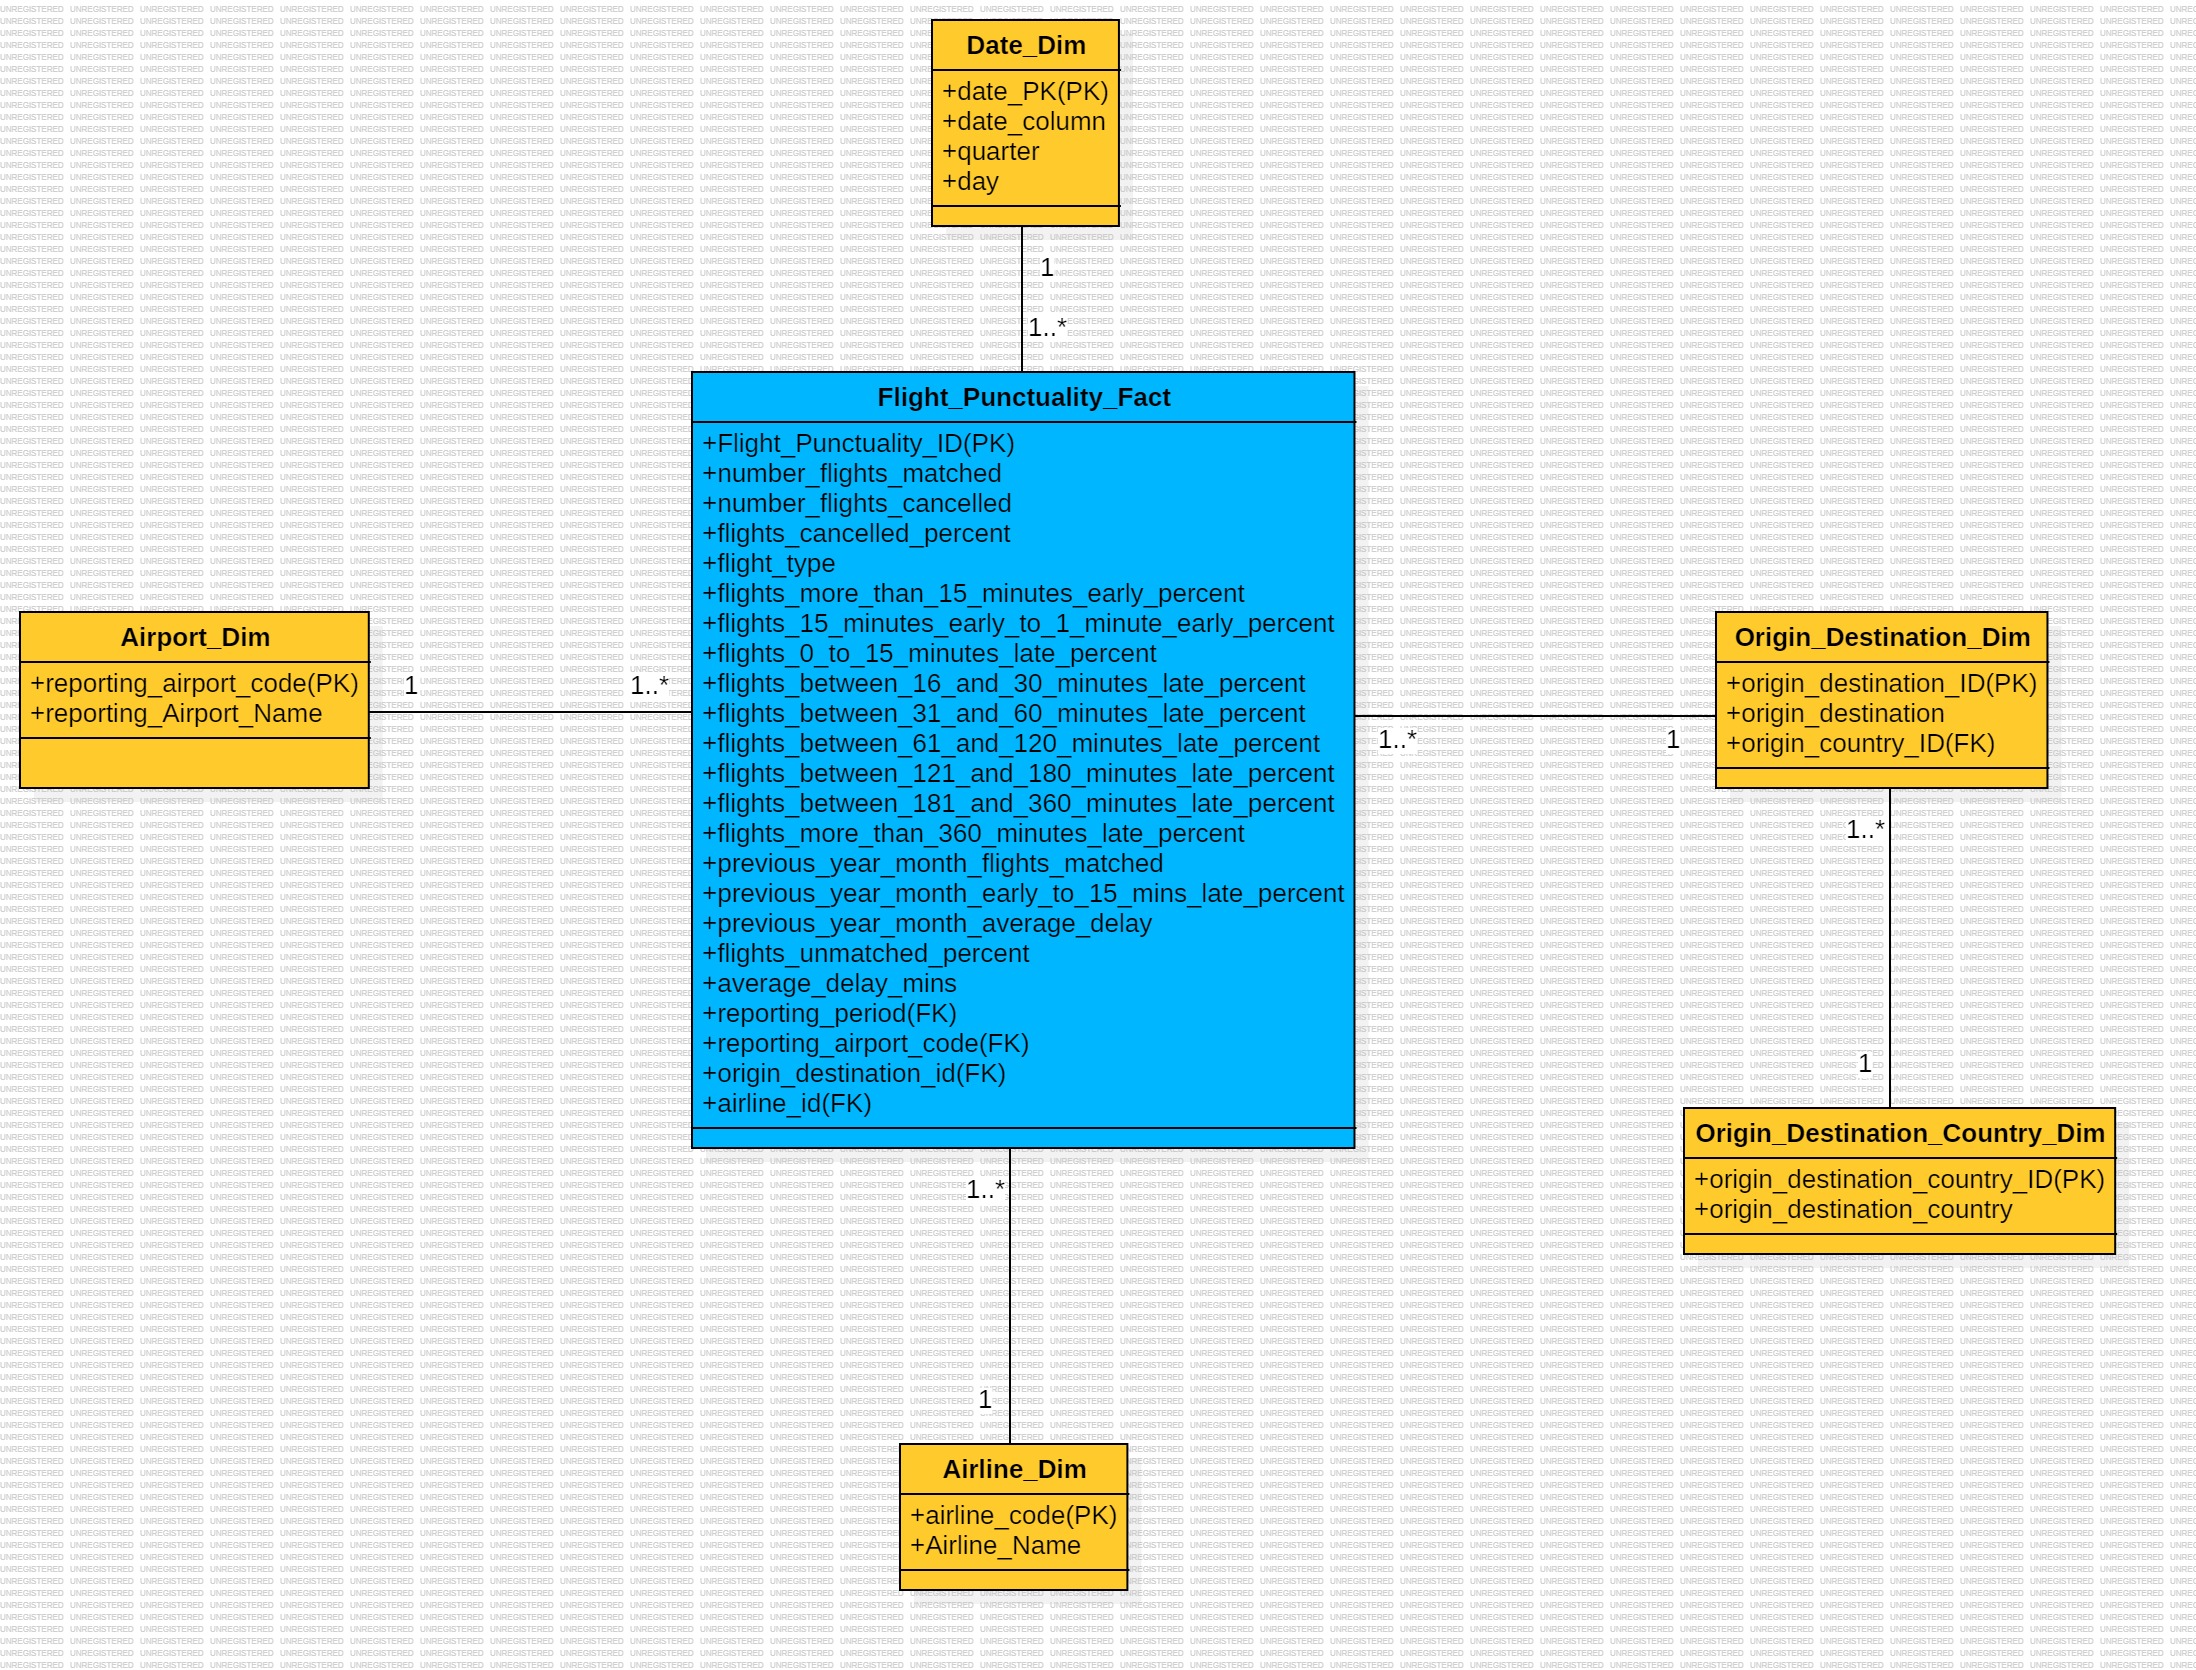 Date_Dim
+date_PK(PK)
+date_column
+quarter
+day
1
1..*
Flight_Punctuality_Fact
+Flight_Punctuality_ID(PK)
+number_flights_matched
+number_flights_cancelled
+flights_cancelled_percent
+flight_type
+flights_more_than_15_minutes_early_percent
+flights_15_minutes_early_to_1_minute_early_percent
+flights_0_to_15_minutes_late_percent
+flights_between_16_and_30_minutes_late_percent
+flights_between_31_and_60_minutes_late_percent
+flights_between_61_and_120_minutes_late_percent
+flights_between_121_and_180_minutes_late_percent
+flights_between_181_and_360_minutes_late_percent
+flights_more_than_360_minutes_late_percent
+previous_year_month_flights_matched
+previous_year_month_early_to_15_mins_late_percent
+previous_year_month_average_delay
+flights_unmatched_percent
+average_delay_mins
+reporting_period(FK)
+reporting_airport_code(FK)
+origin_destination_id(FK)
+airline_id(FK)
Airport_Dim
+reporting_airport_code(PK)
+reporting_Airport_Name
1
1..*
Origin_Destination_Dim
+origin_destination_ID(PK)
+origin_destination
+origin_country_ID(FK)
1..*
1
1..*
1
Origin_Destination_Country_Dim
+origin_destination_country_ID(PK)
+origin_destination_country
1..*
1
Airline_Dim
+airline_code(PK)
+Airline_Name
UNREGISTERED